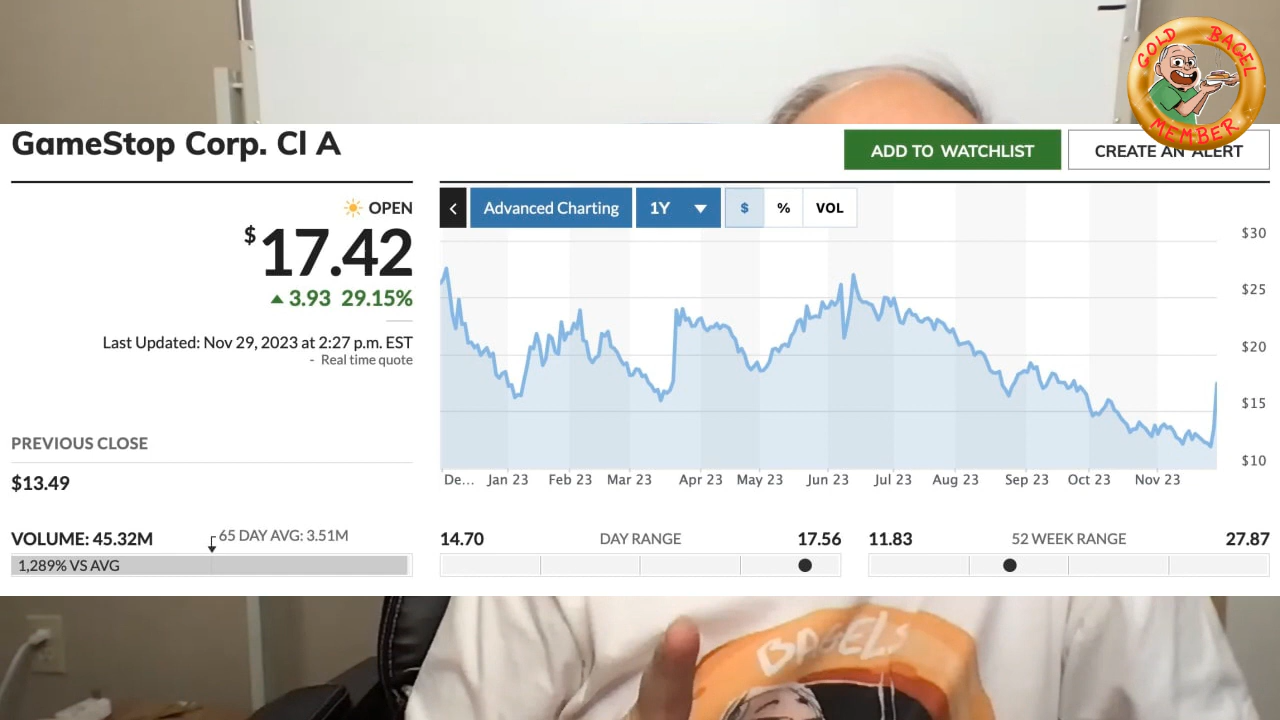 GOLD BAGEL
MEMBER
GameStop Corp. Cl A
ADD TO WATCHLIST
CREATE AN ALERT
OPEN
$17.42
3.93 29.15%
Last Updated: Nov 29, 2023 at 2:27 p.m. EST
- Real time quote
PREVIOUS CLOSE
$13.49
VOLUME: 45.32M
65 DAY AVG: 3.51M
1,289% VS AVG
Advanced Charting
1Y
$
%
VOL
$30
$25
$20
$15
$10
De... Jan 23 Feb 23 Mar 23 Apr 23 May 23 Jun 23 Jul 23 Aug 23 Sep 23 Oct 23 Nov 23
14.70 DAY RANGE 17.56
11.83 52 WEEK RANGE 27.87
BAGELS